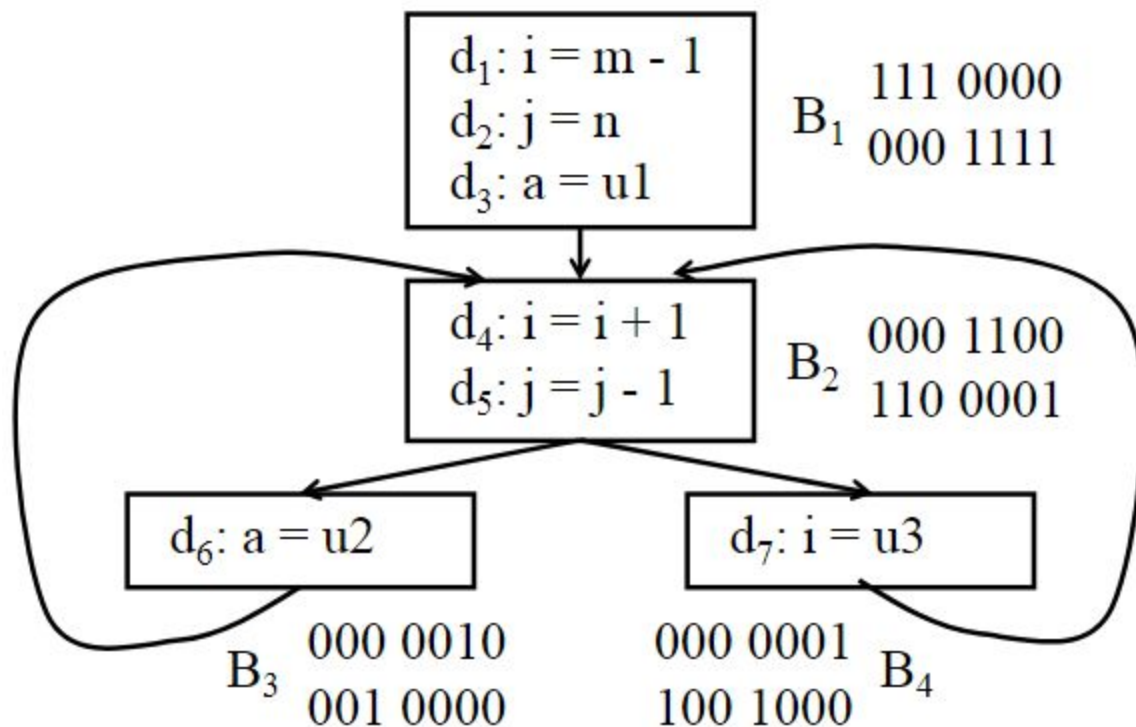 d₁: i = m - 1
d₂: j = n
d₃: a = u1
B₁
111 0000
000 1111
d₄: i = i + 1
d₅: j = j - 1
B₂
000 1100
110 0001
d₆: a = u2
d₇: i = u3
B₃
000 0010
001 0000
000 0001
100 1000
B₄